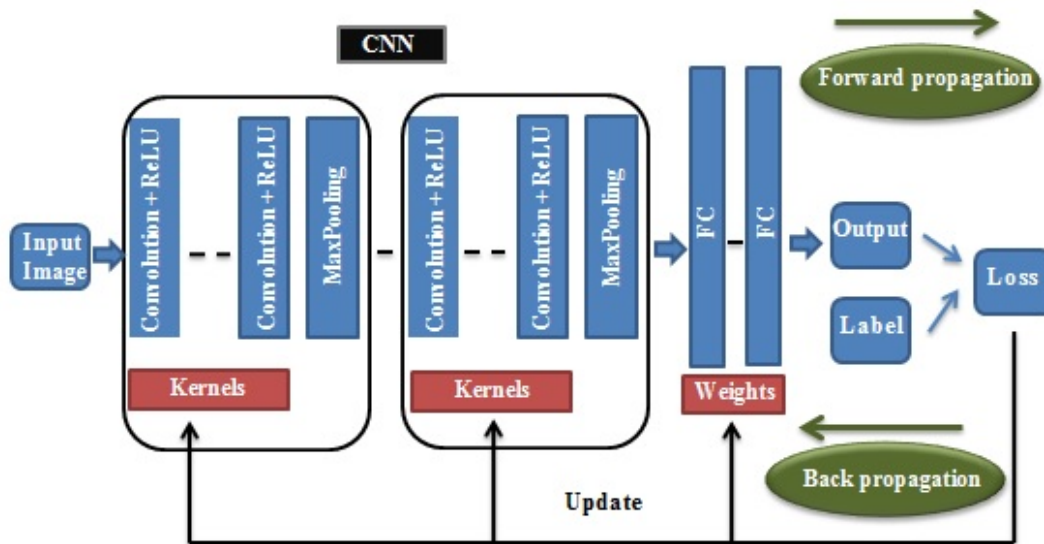 CNN
Forward propagation
Input
Image
Convolution+ReLU
Convolution+ReLU
MaxPooling
Convolution+ReLU
Convolution+ReLU
MaxPooling
FC
FC
Output
Label
Loss
Kernels
Kernels
Weights
Back propagation
Update